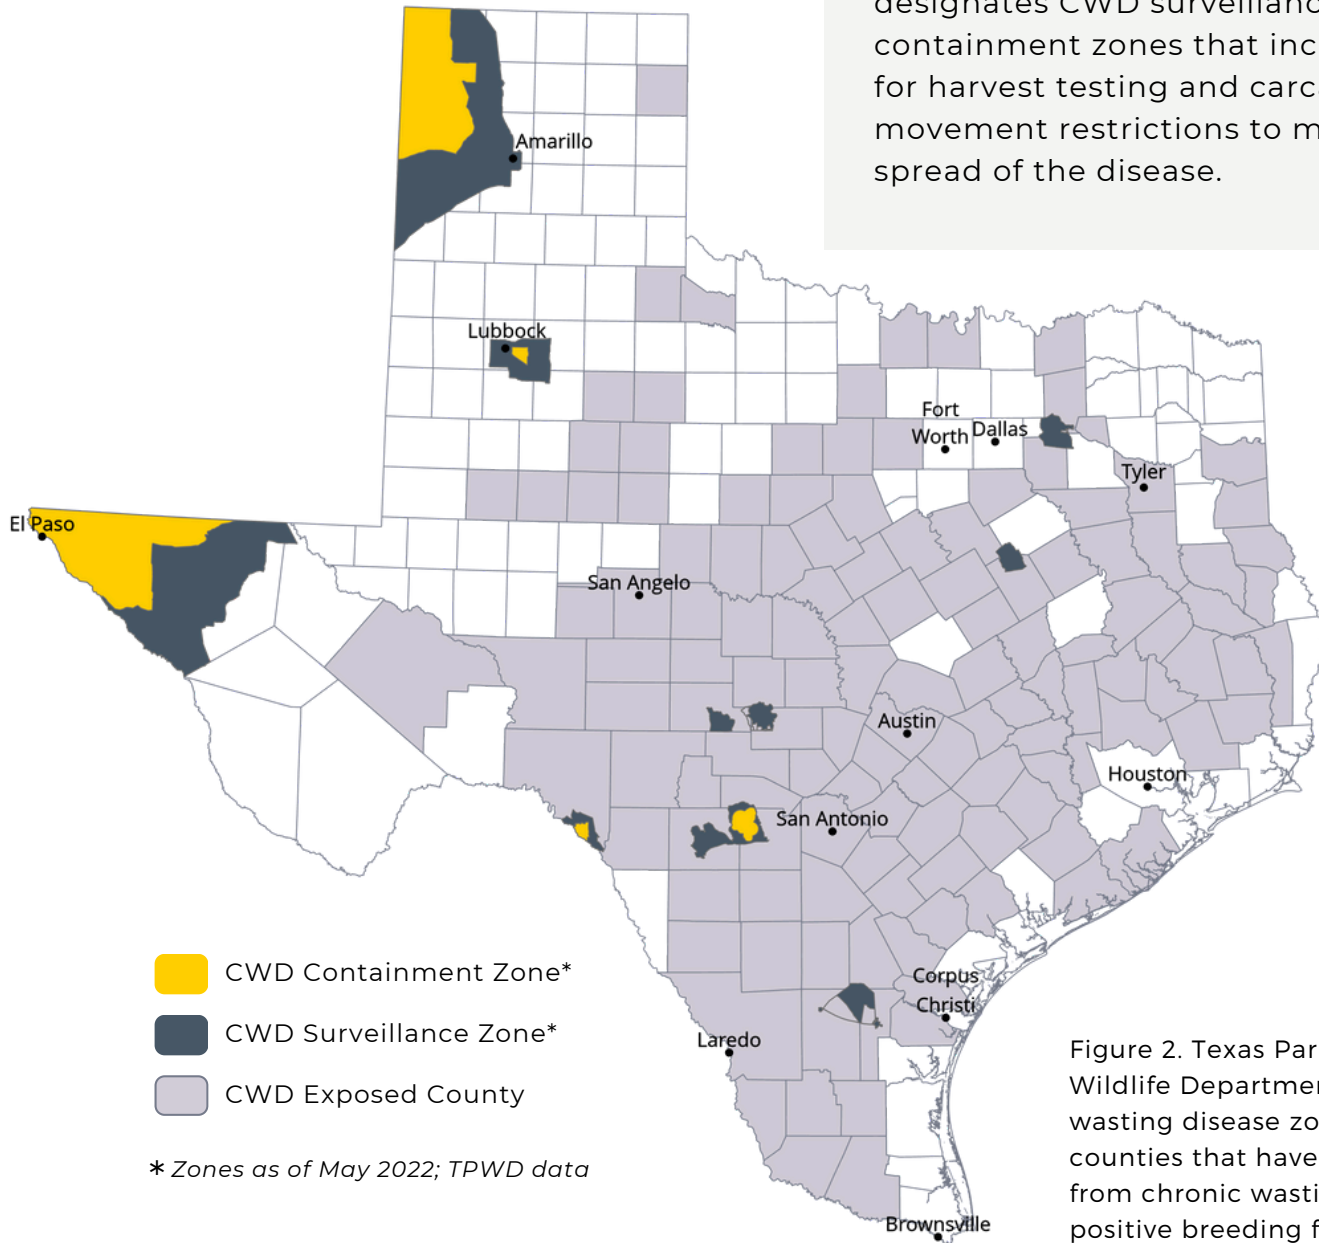 designates CWD surveillance
containment zones that inc
for harvest testing and carc
movement restrictions to m
spread of the disease.
Amarillo
Lubbock
Fort
Worth
Dallas
Tyler
El Paso
San Angelo
Austin
Houston
San Antonio
Corpus
Christi
Laredo
Brownsville
CWD Containment Zone*
CWD Surveillance Zone*
CWD Exposed County
* Zones as of May 2022; TPWD data
Figure 2. Texas Par
Wildlife Departmen
wasting disease zo
counties that have
from chronic wasti
positive breeding f